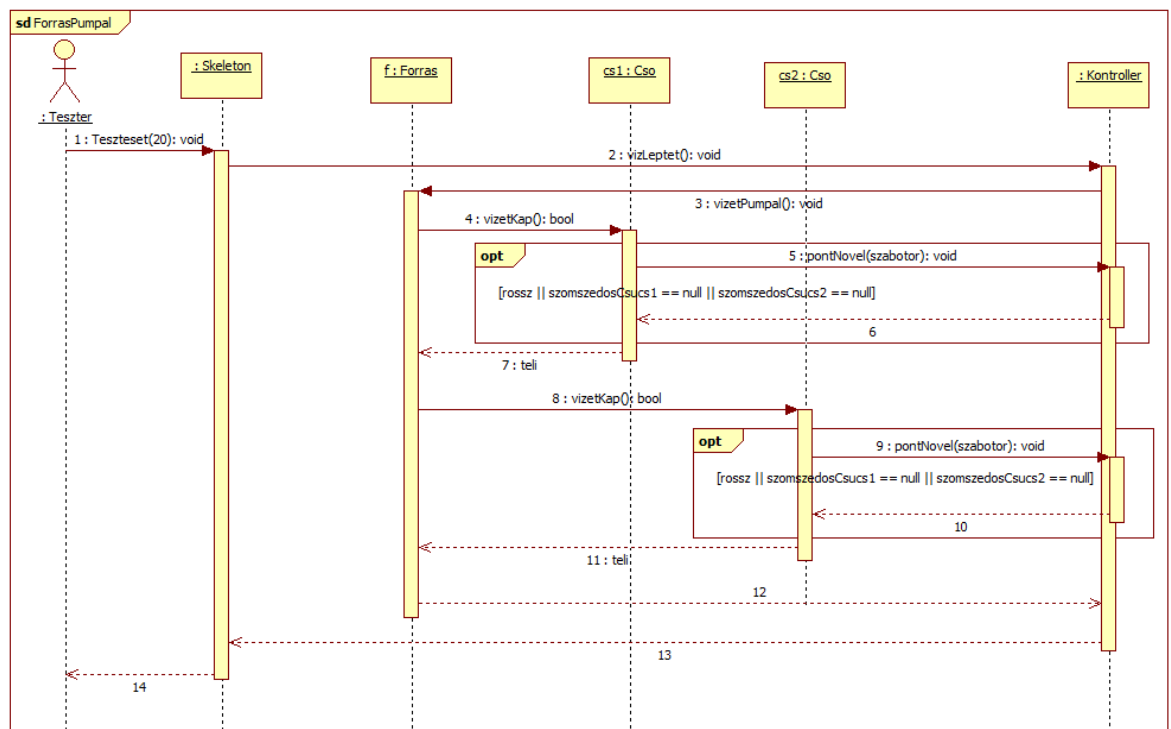 sd ForrasPumpal
: Teszter
: Skeleton
f : Forras
cs1 : Cso
cs2 : Cso
: Kontroller
1 : Teszteset(20): void
2 : vizLeptet(): void
3 : vizetPumpal(): void
4 : vizetKap(): bool
opt
5 : pontNovel(szabotor): void
[rossz || szomszedosCsucs1 == null || szomszedosCsucs2 == null]
6
7 : teli
8 : vizetKap(): bool
opt
9 : pontNovel(szabotor): void
[rossz || szomszedosCsucs1 == null || szomszedosCsucs2 == null]
10
11 : teli
12
13
14